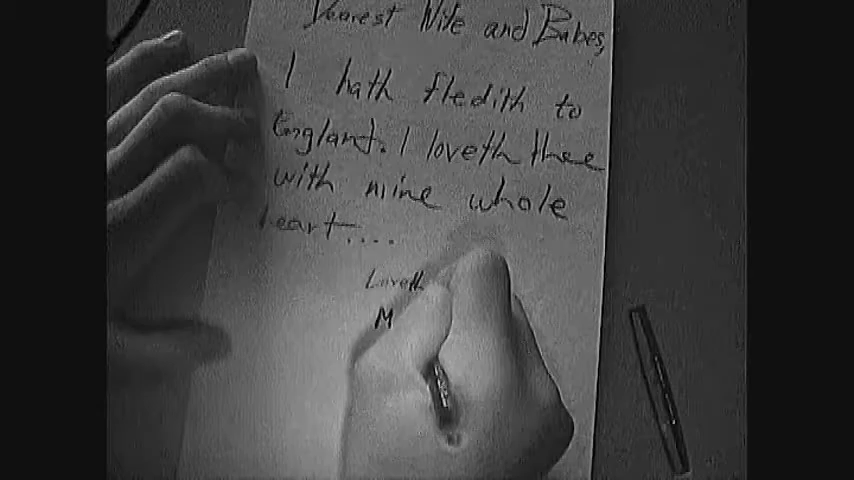 Dearest Wife and Babes,
I hath fledith to
England. I loveth thee
with mine whole
heart....
Loveth
M